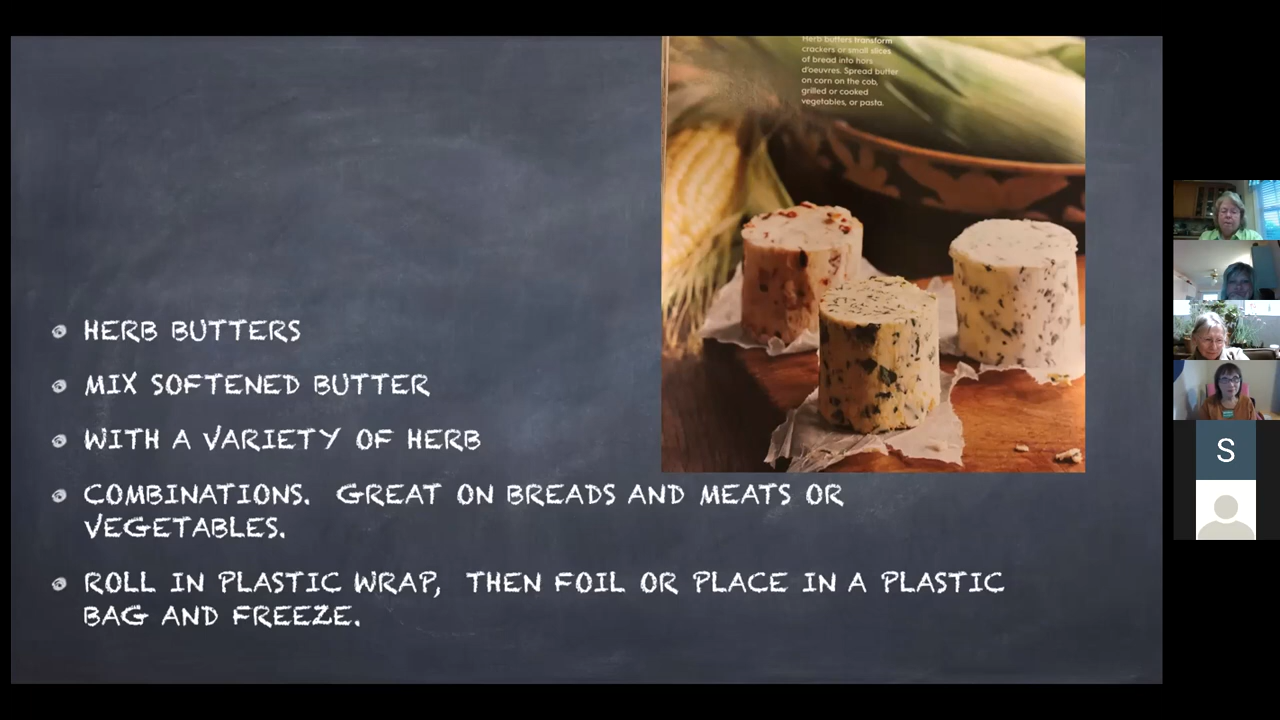 Herb butters transform
crackers or small slices
of bread into hors
d'oeuvres. Spread butter
on corn on the cob,
grilled or cooked
vegetables, or pasta.
HERB BUTTERS
MIX SOFTENED BUTTER
WITH A VARIETY OF HERB
COMBINATIONS. GREAT ON BREADS AND MEATS OR
VEGETABLES.
ROLL IN PLASTIC WRAP, THEN FOIL OR PLACE IN A PLASTIC
BAG AND FREEZE.
S